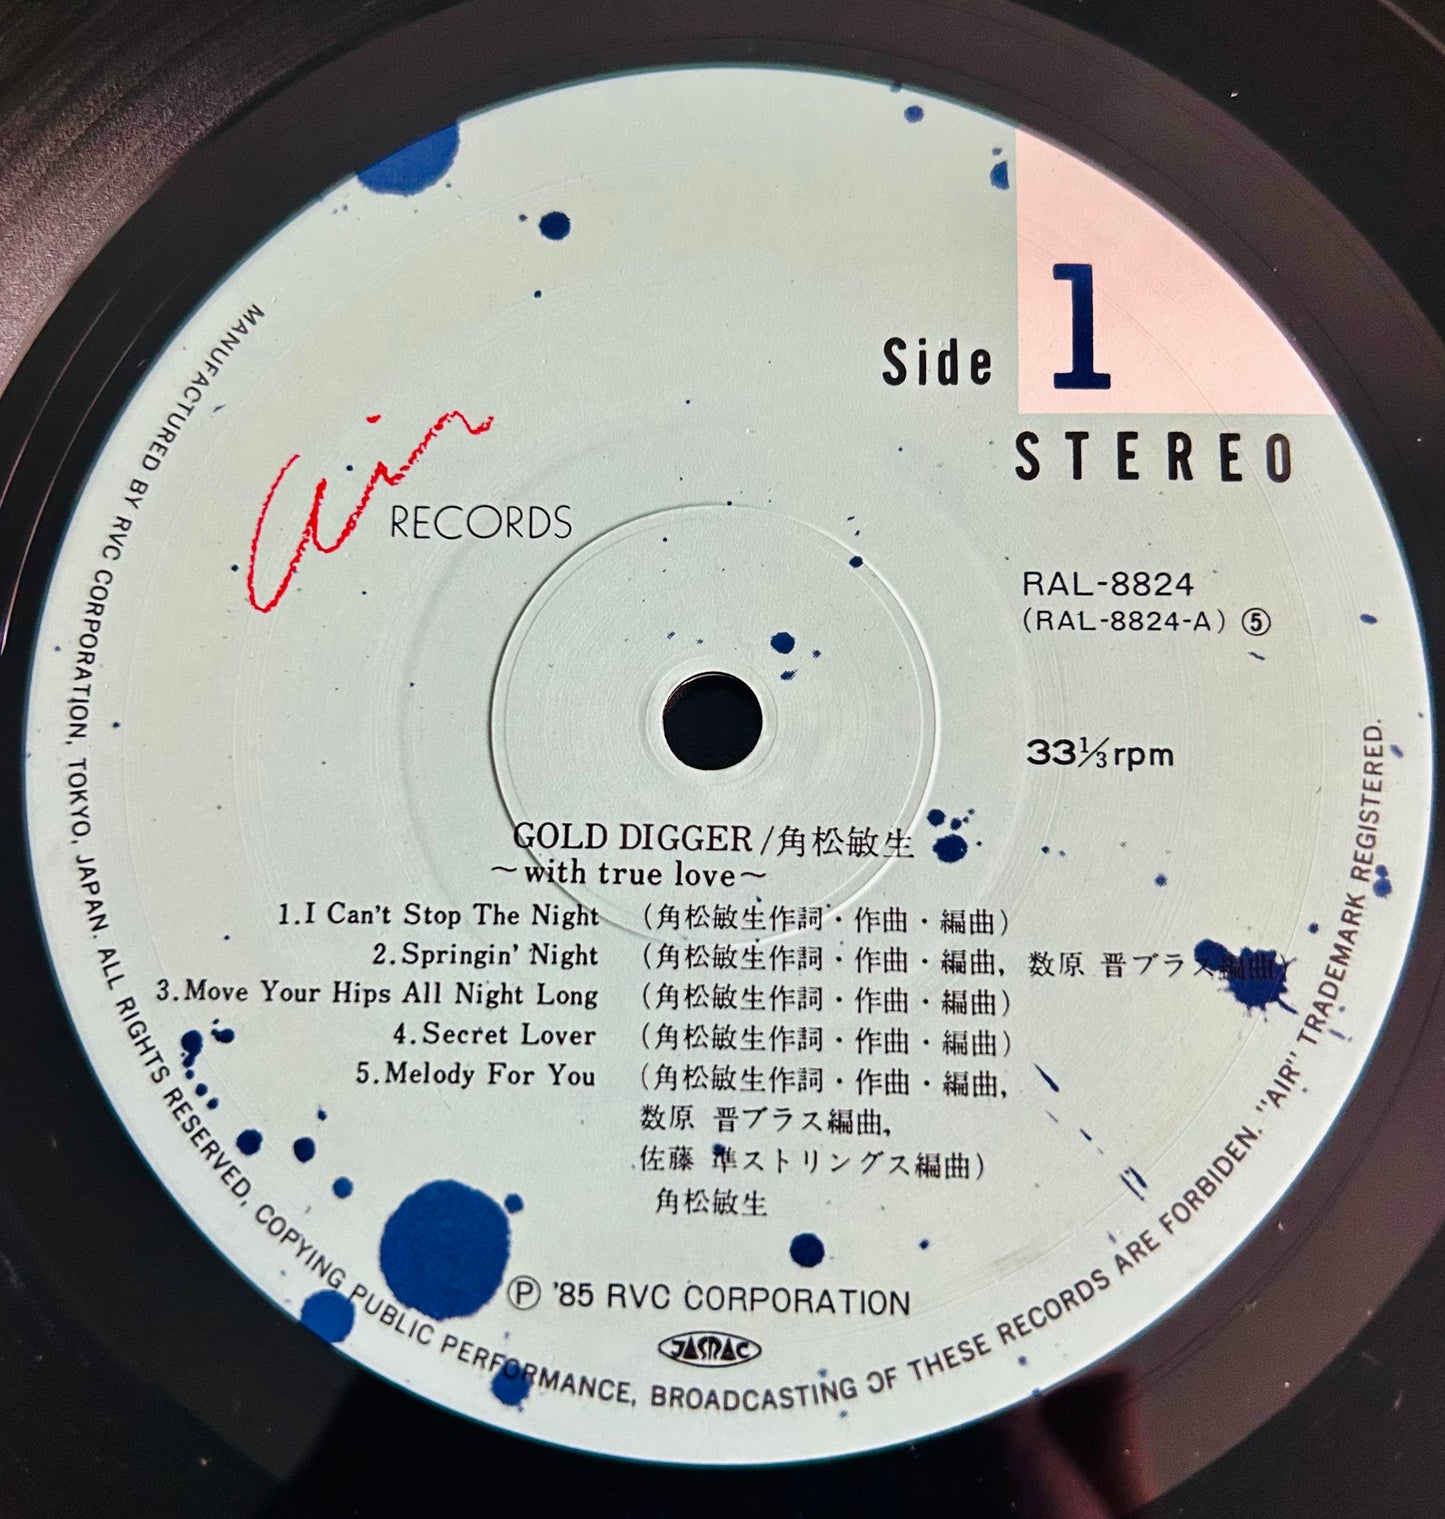 Side 1
STEREO
Air
RECORDS
RAL-8824
(RAL-8824-A) ⑤
33⅓rpm
GOLD DIGGER/角松敏生
～with true love～
1.I Can't Stop The Night (角松敏生作詞・作曲・編曲)
2.Springin' Night (角松敏生作詞・作曲・編曲, 数原 晋ブラス編曲)
3.Move Your Hips All Night Long (角松敏生作詞・作曲・編曲)
4.Secret Lover (角松敏生作詞・作曲・編曲)
5.Melody For You (角松敏生作詞・作曲・編曲,
数原 晋ブラス編曲,
佐藤 準ストリングス編曲)
角松敏生
Ⓟ '85 RVC CORPORATION
JASRAC
MANUFACTURED BY RVC CORPORATION, TOKYO, JAPAN. ALL RIGHTS RESERVED, COPYING PUBLIC PERFORMANCE, BROADCASTING OF THESE RECORDS ARE FORBIDEN. "AIR" TRADEMARK REGISTERED.